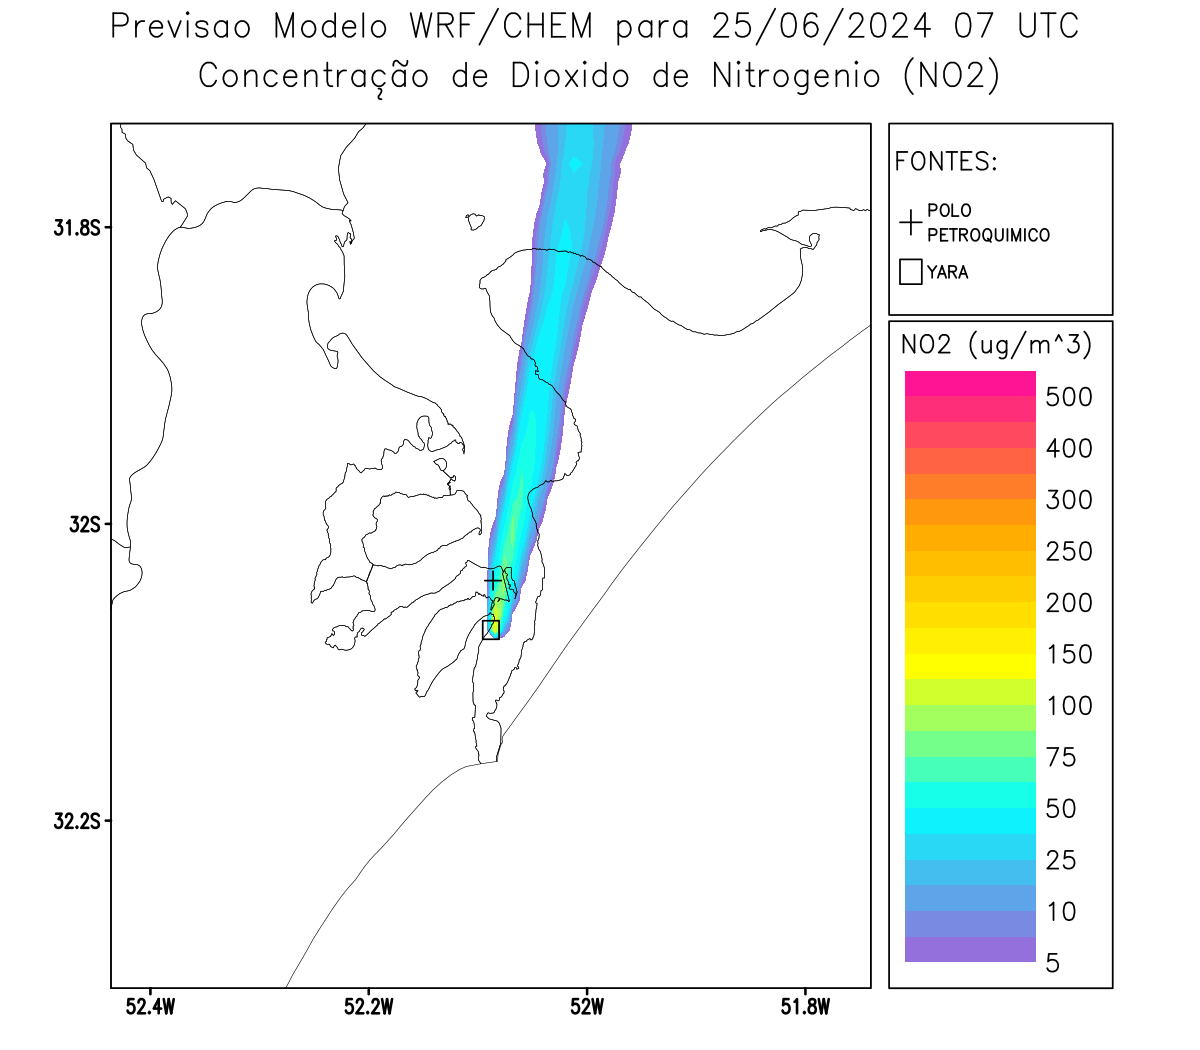 Previsao Modelo WRF/CHEM para 25/06/2024 07 UTC
Concentração de Dioxido de Nitrogenio (NO2)
FONTES:
POLO
PETROQUIMICO
YARA
NO2 (ug/m^3)
500
400
300
250
200
150
100
75
50
25
10
5
31.8S
32S
32.2S
52.4W
52.2W
52W
51.8W